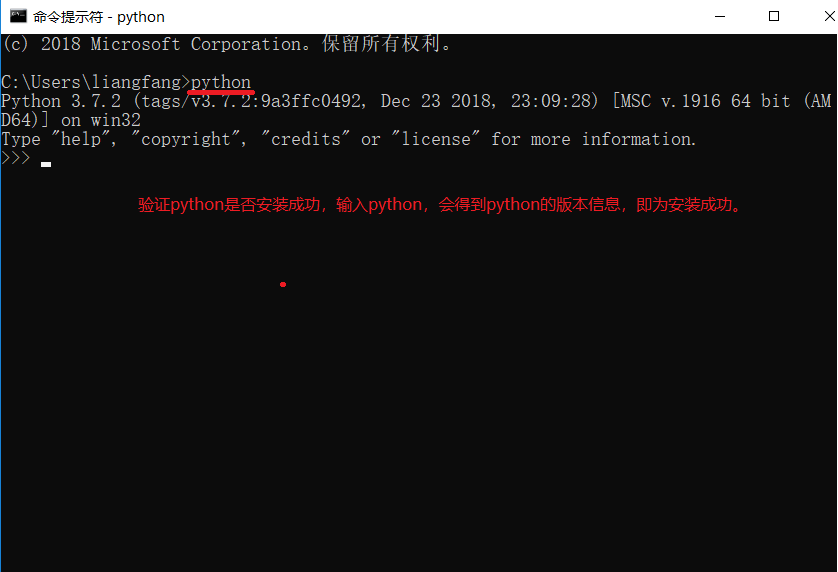 命令提示符 - python
(c) 2018 Microsoft Corporation。保留所有权利。
C:\Users\liangfang>python
Python 3.7.2 (tags/v3.7.2:9a3ffc0492, Dec 23 2018, 23:09:28) [MSC v.1916 64 bit (AM
D64)] on win32
Type "help", "copyright", "credits" or "license" for more information.
>>>
验证python是否安装成功，输入python，会得到python的版本信息，即为安装成功。